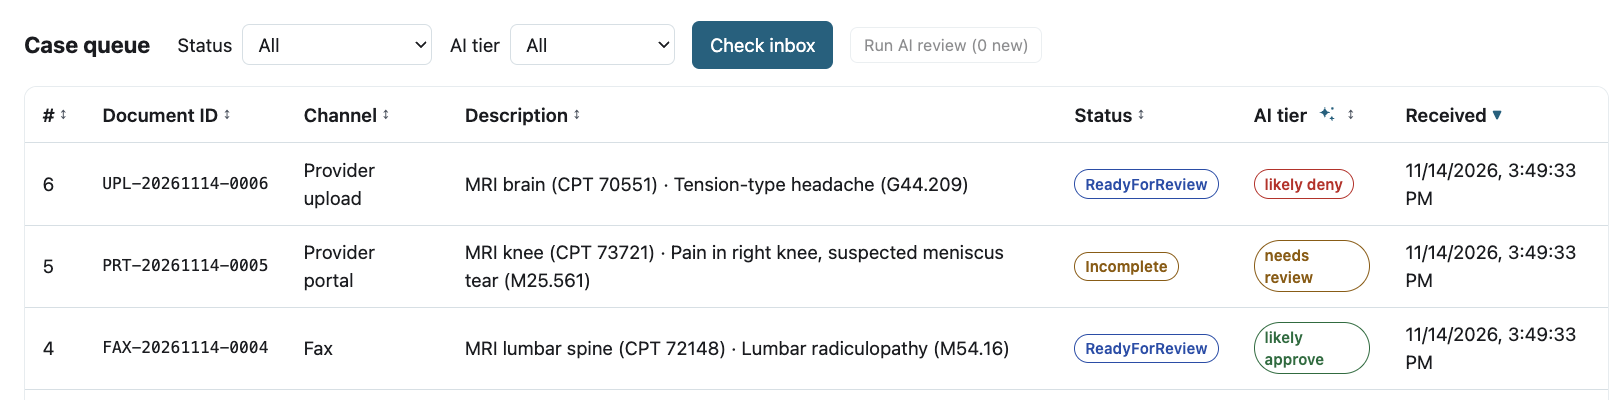 Case queue Status All AI tier All Check inbox Run AI review (0 new)
# Document ID Channel Description Status AI tier Received
6 UPL-20261114-0006 Provider upload MRI brain (CPT 70551) · Tension-type headache (G44.209) ReadyForReview likely deny 11/14/2026, 3:49:33 PM
5 PRT-20261114-0005 Provider portal MRI knee (CPT 73721) · Pain in right knee, suspected meniscus tear (M25.561) Incomplete needs review 11/14/2026, 3:49:33 PM
4 FAX-20261114-0004 Fax MRI lumbar spine (CPT 72148) · Lumbar radiculopathy (M54.16) ReadyForReview likely approve 11/14/2026, 3:49:33 PM